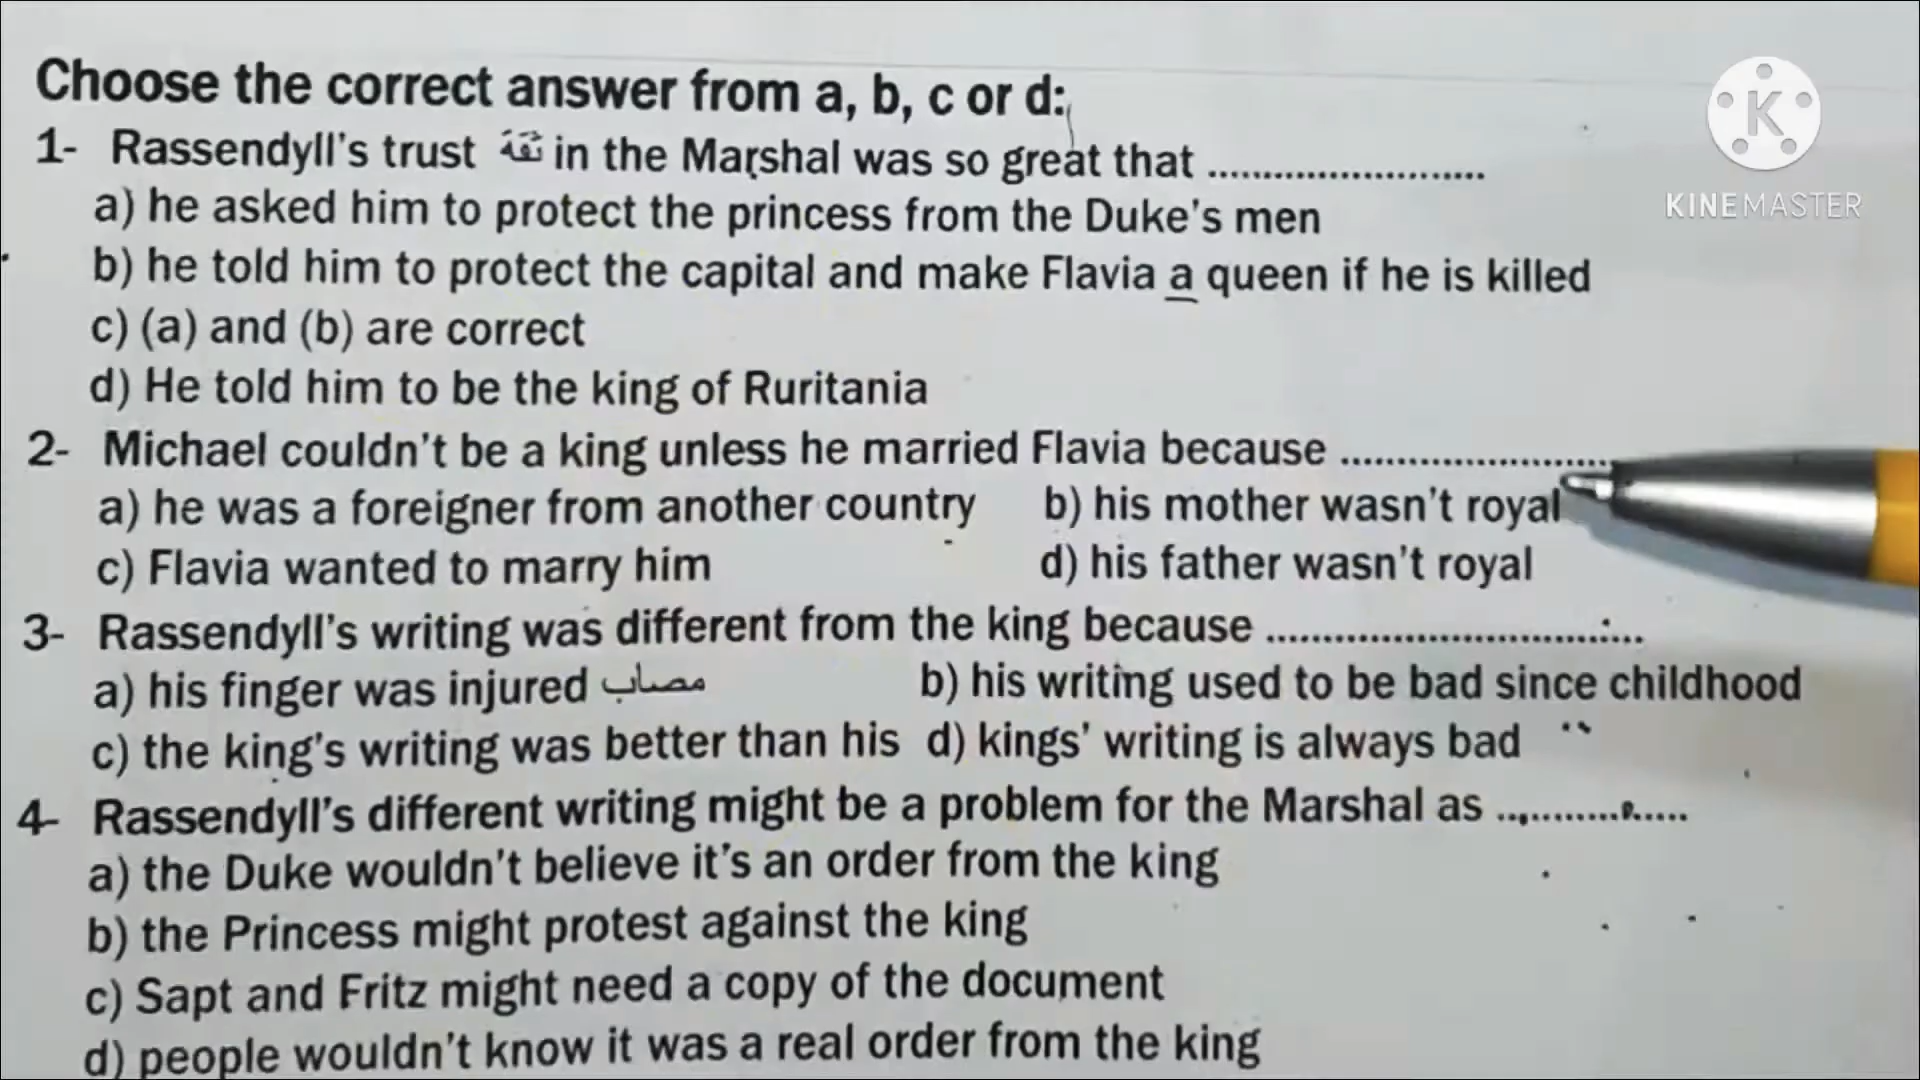 Choose the correct answer from a, b, c or d:
1- Rassendyll's trust ثقة in the Marshal was so great that ..........................
a) he asked him to protect the princess from the Duke's men
b) he told him to protect the capital and make Flavia a queen if he is killed
c) (a) and (b) are correct
d) He told him to be the king of Ruritania
2- Michael couldn't be a king unless he married Flavia because .........................
a) he was a foreigner from another country b) his mother wasn't royal
c) Flavia wanted to marry him d) his father wasn't royal
3- Rassendyll's writing was different from the king because ..................................
a) his finger was injured مصاب b) his writing used to be bad since childhood
c) the king's writing was better than his d) kings' writing is always bad
4- Rassendyll's different writing might be a problem for the Marshal as ..................
a) the Duke wouldn't believe it's an order from the king
b) the Princess might protest against the king
c) Sapt and Fritz might need a copy of the document
d) people wouldn't know it was a real order from the king
K
KINEMASTER